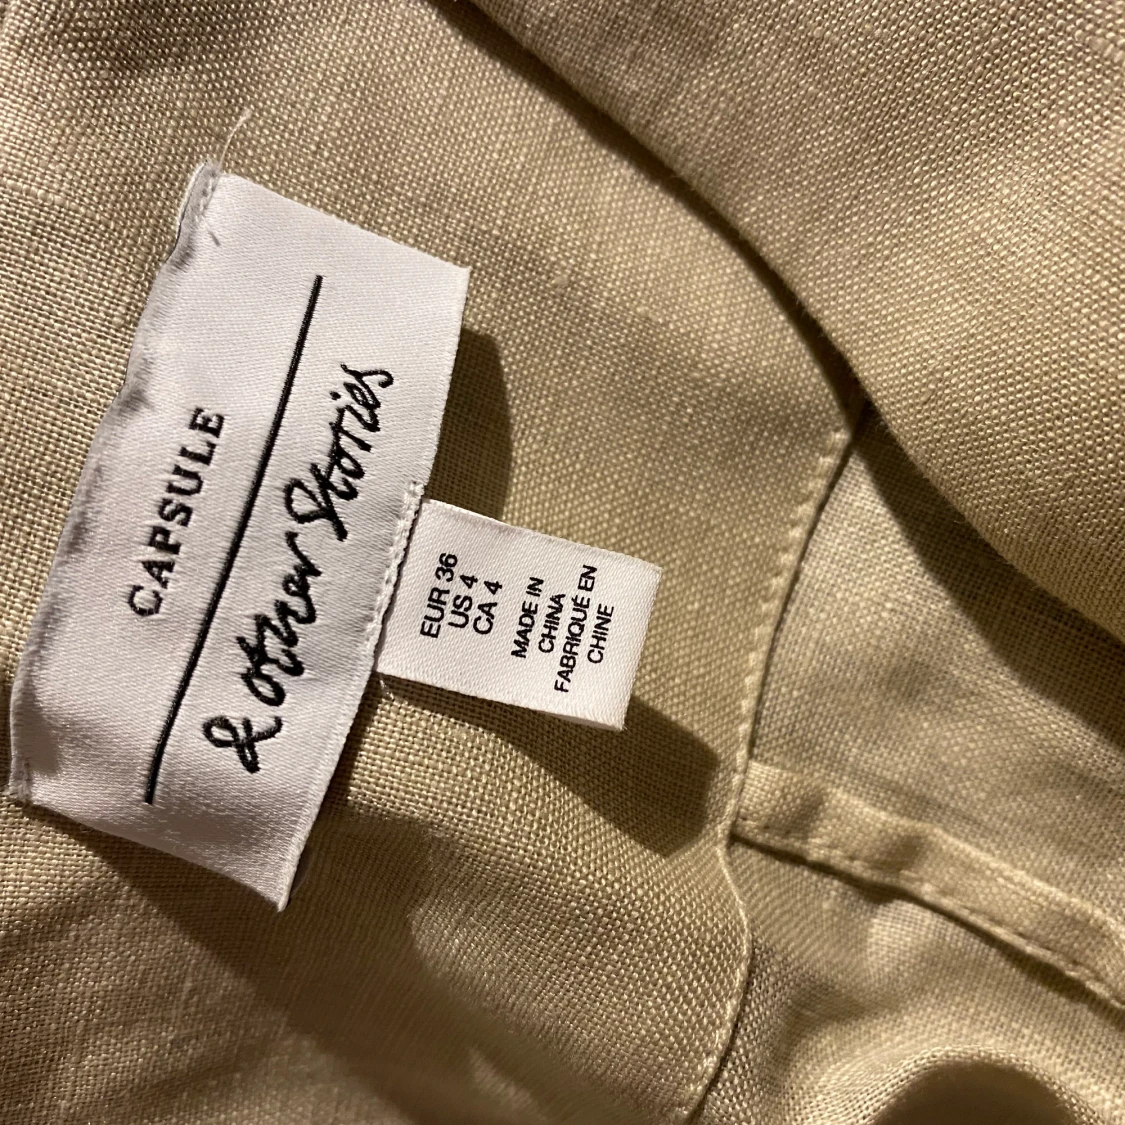 CAPSULE
& Other Stories
EUR 36
US 4
CA 4
MADE IN
CHINA
FABRIQUÉ EN
CHINE